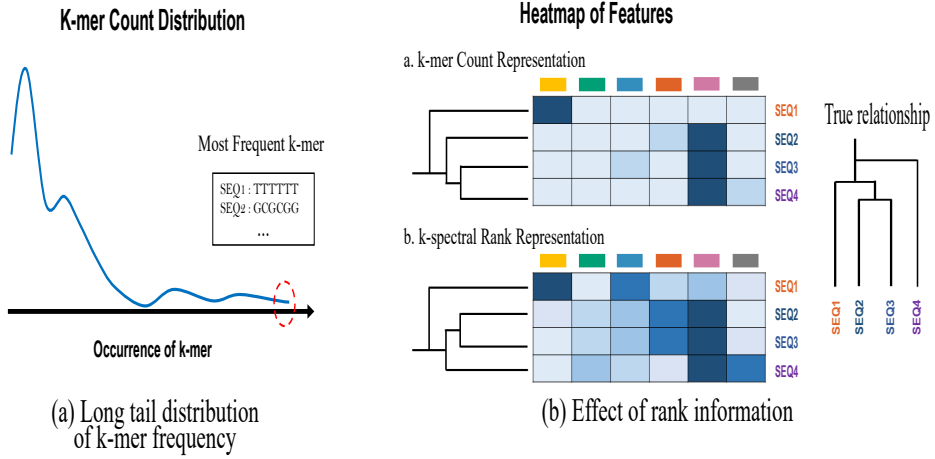 K-mer Count Distribution
Most Frequent k-mer
SEQ1 : TTTTTT
SEQ2 : GCGCGG
...
Occurrence of k-mer
(a) Long tail distribution
of k-mer frequency
Heatmap of Features
a. k-mer Count Representation
SEQ1
SEQ2
SEQ3
SEQ4
b. k-spectral Rank Representation
SEQ1
SEQ2
SEQ3
SEQ4
True relationship
SEQ1
SEQ2
SEQ3
SEQ4
(b) Effect of rank information